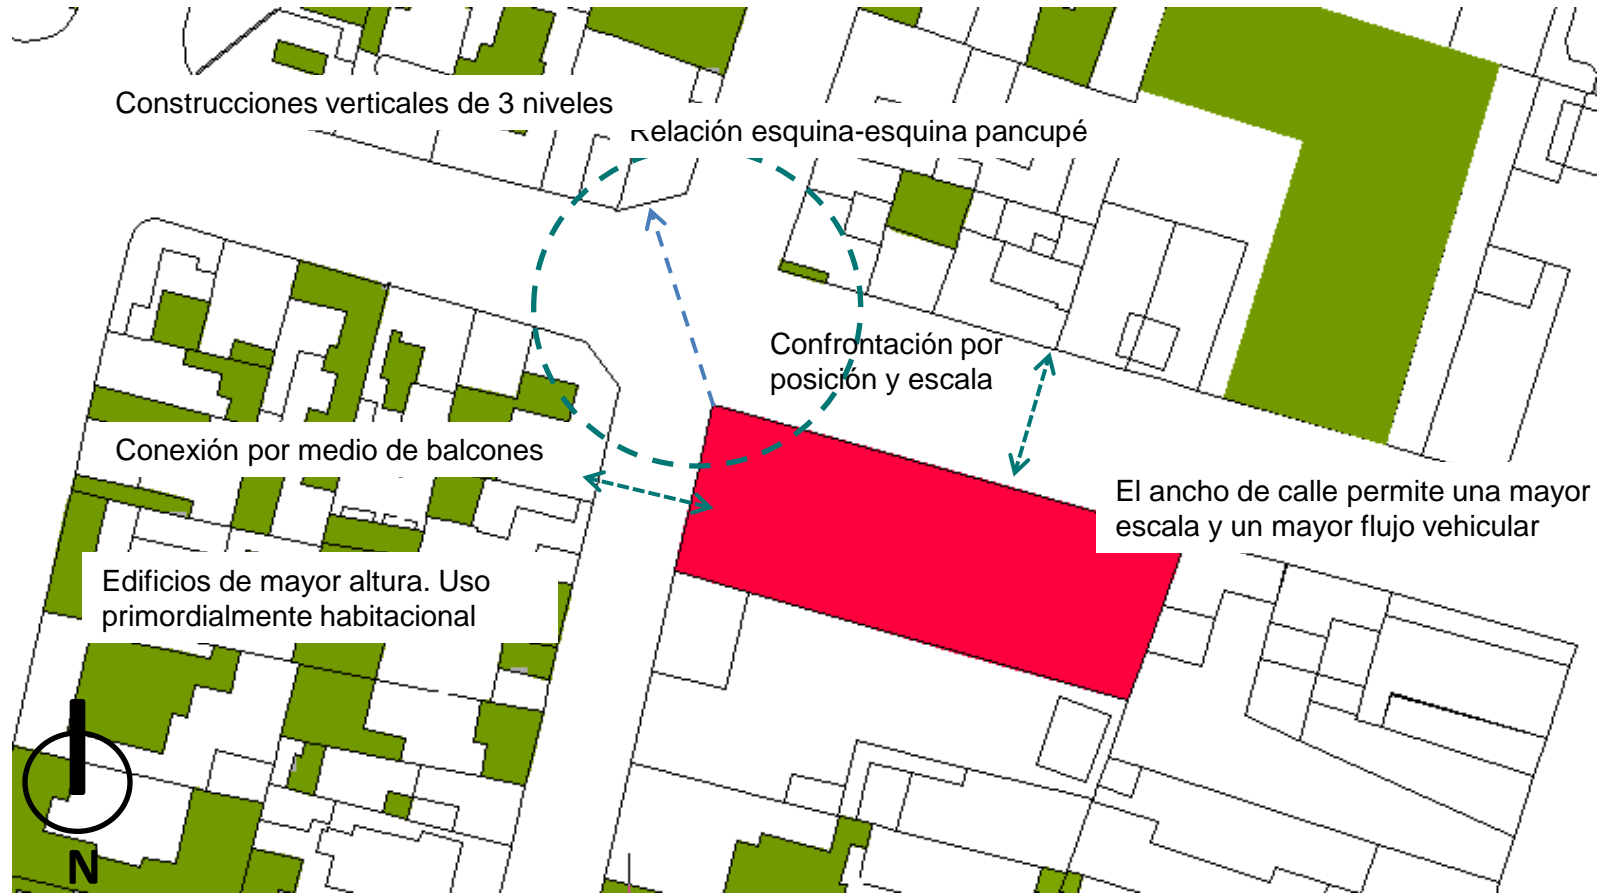 Construcciones verticales de 3 niveles
Relación esquina-esquina pancupé
Confrontación por
posición y escala
Conexión por medio de balcones
El ancho de calle permite una mayor
escala y un mayor flujo vehicular
Edificios de mayor altura. Uso
primordialmente habitacional
N